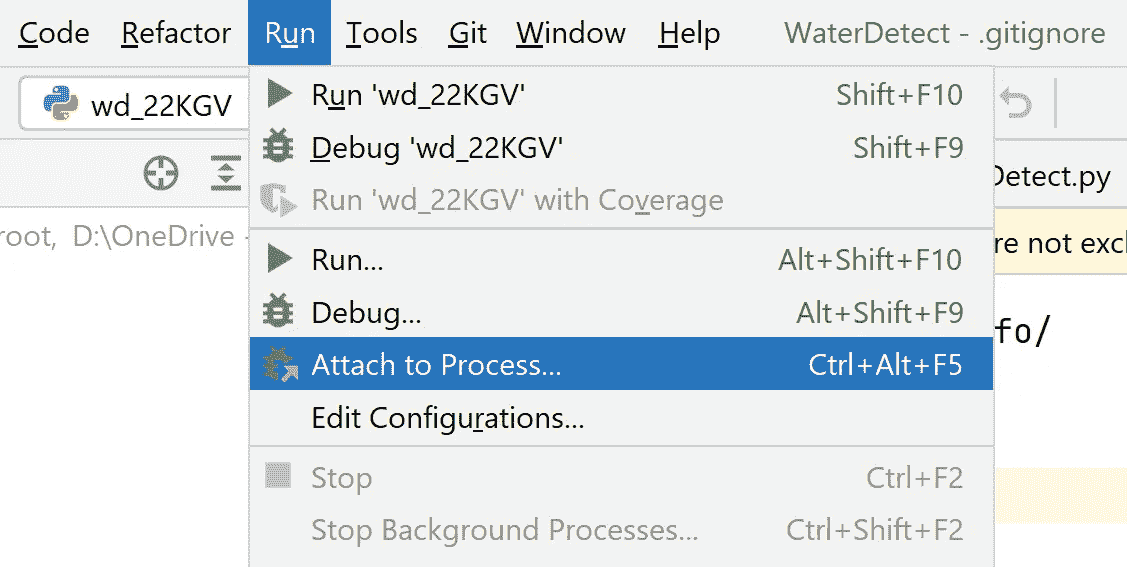 Code Refactor Run Tools Git Window Help WaterDetect - .gitignore
wd_22KGV
Run 'wd_22KGV' Shift+F10
Debug 'wd_22KGV' Shift+F9
Run 'wd_22KGV' with Coverage
Detect.py
root, D:\OneDrive -
re not excl
Run... Alt+Shift+F10
Debug... Alt+Shift+F9
fo/
Attach to Process... Ctrl+Alt+F5
Edit Configurations...
Stop Ctrl+F2
Stop Background Processes... Ctrl+Shift+F2